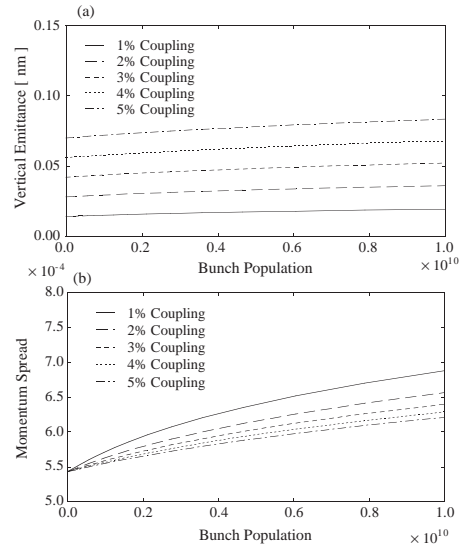 (a)
0.15
0.10
0.05
0.00
Vertical Emittance [ nm ]
1% Coupling
2% Coupling
3% Coupling
4% Coupling
5% Coupling
0.0 0.2 0.4 0.6 0.8 1.0
Bunch Population
× 10^10
× 10^-4
(b)
8.0
7.5
7.0
6.5
6.0
5.5
5.0
Momentum Spread
1% Coupling
2% Coupling
3% Coupling
4% Coupling
5% Coupling
0.0 0.2 0.4 0.6 0.8 1.0
Bunch Population
× 10^10